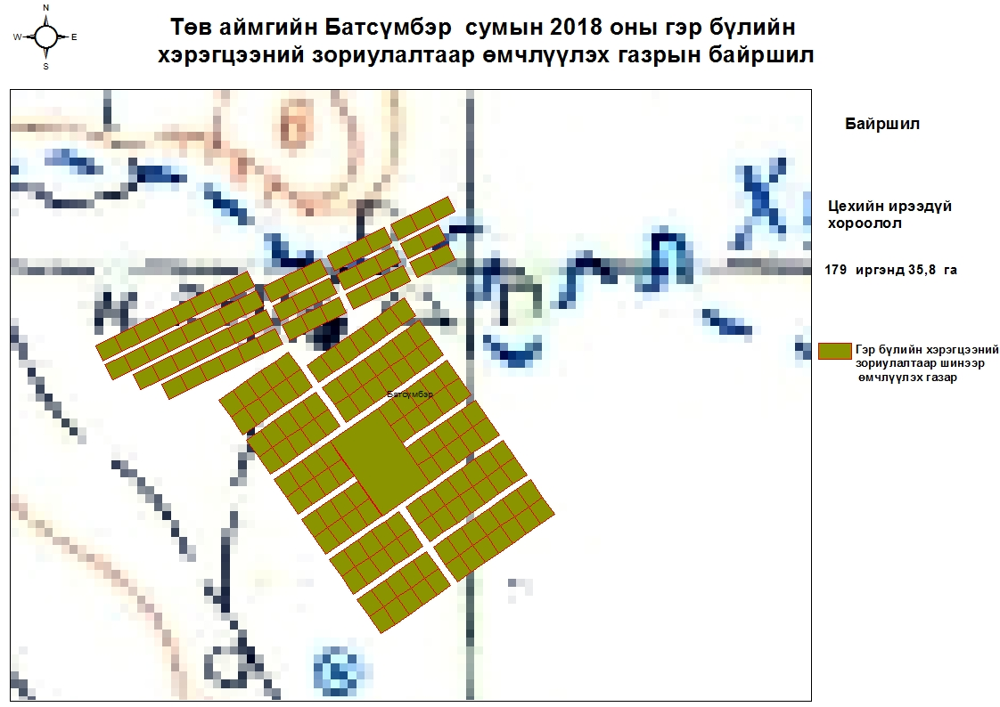 N
W
E
S
Төв аймгийн Батсүмбэр сумын 2018 оны гэр бүлийн
хэрэгцээний зориулалтаар өмчлүүлэх газрын байршил
Байршил
Цехийн ирээдүй
хороолол
179 иргэнд 35,8 га
Гэр бүлийн хэрэгцээний
зориулалтаар шинээр
өмчлүүлэх газар
Батсүмбэр